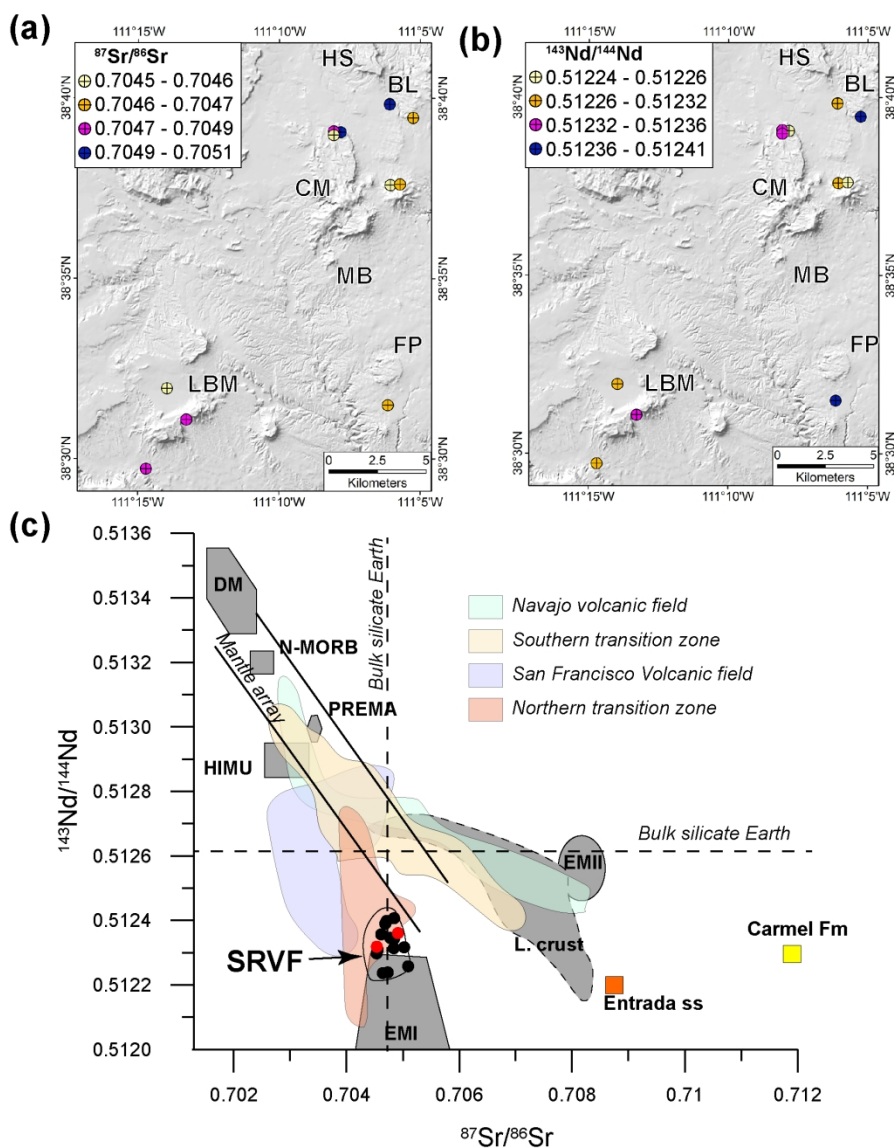 (a)
⁸⁷Sr/⁸⁶Sr
0.7045 - 0.7046
0.7046 - 0.7047
0.7047 - 0.7049
0.7049 - 0.7051
HS
BL
CM
MB
FP
LBM
38°40'N
38°35'N
38°30'N
0 2.5 5
Kilometers
111°15'W 111°10'W 111°5'W
(b)
¹⁴³Nd/¹⁴⁴Nd
0.51224 - 0.51226
0.51226 - 0.51232
0.51232 - 0.51236
0.51236 - 0.51241
HS
BL
CM
MB
FP
LBM
38°40'N
38°35'N
38°30'N
0 2.5 5
Kilometers
111°15'W 111°10'W 111°5'W
(c)
0.5136
0.5134
0.5132
0.5130
0.5128
0.5126
0.5124
0.5122
0.5120
¹⁴³Nd/¹⁴⁴Nd
DM
N-MORB
Mantle array
PREMA
HIMU
Bulk silicate Earth
Navajo volcanic field
Southern transition zone
San Francisco Volcanic field
Northern transition zone
Bulk silicate Earth
EMII
L. crust
Carmel Fm
SRVF
Entrada ss
EMI
0.702 0.704 0.706 0.708 0.71 0.712
⁸⁷Sr/⁸⁶Sr